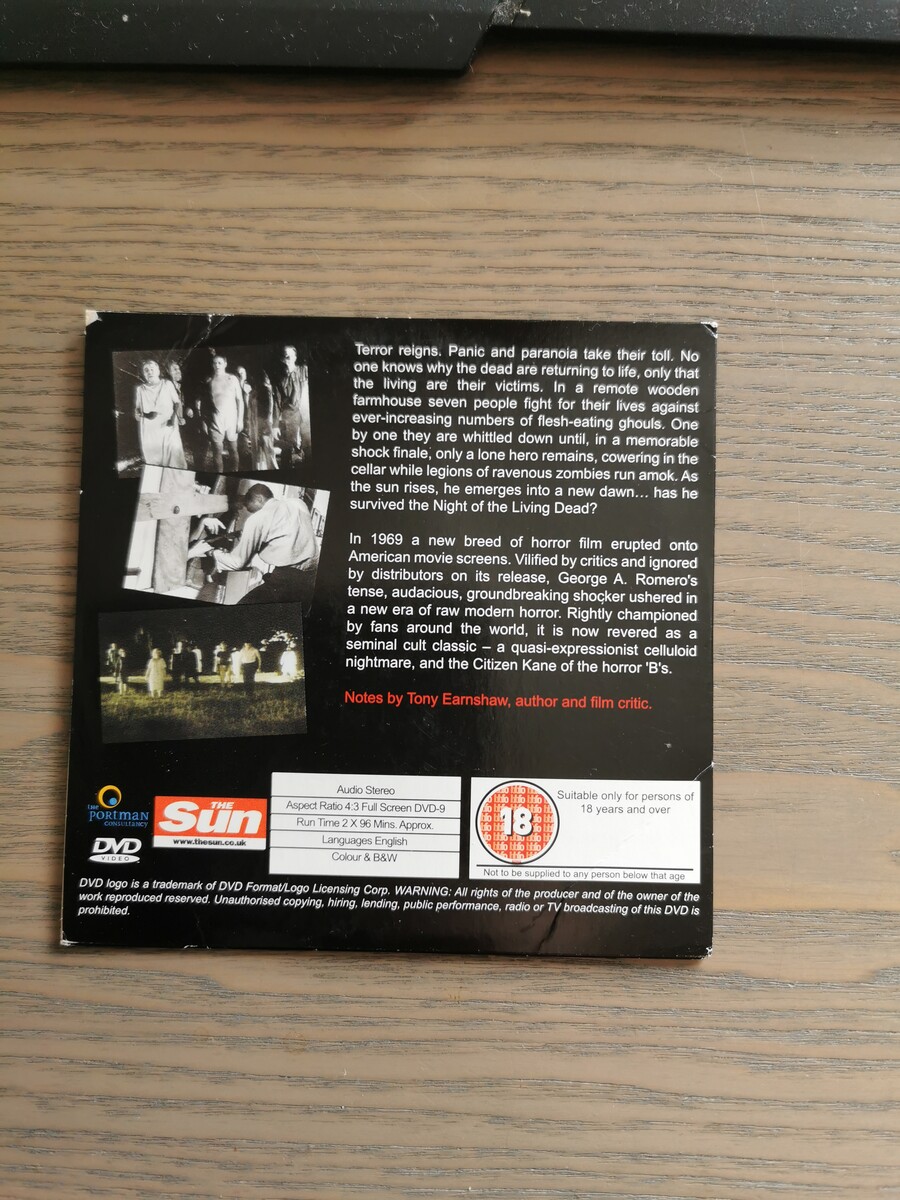 Terror reigns. Panic and paranoia take their toll. No
one knows why the dead are returning to life, only that
the living are their victims. In a remote wooden
farmhouse seven people fight for their lives against
ever-increasing numbers of flesh-eating ghouls. One
by one they are whittled down until, in a memorable
shock finale, only a lone hero remains, cowering in the
cellar while legions of ravenous zombies run amok. As
the sun rises, he emerges into a new dawn... has he
survived the Night of the Living Dead?
In 1969 a new breed of horror film erupted onto
American movie screens. Vilified by critics and ignored
by distributors on its release, George A. Romero's
tense, audacious, groundbreaking shocker ushered in
a new era of raw modern horror. Rightly championed
by fans around the world, it is now revered as a
seminal cult classic – a quasi-expressionist celluloid
nightmare, and the Citizen Kane of the horror 'B's.
Notes by Tony Earnshaw, author and film critic.
the
PORTMAN
CONSULTANCY
DVD
VIDEO
THE
Sun
www.thesun.co.uk
Audio Stereo
Aspect Ratio 4:3 Full Screen DVD-9
Run Time 2 X 96 Mins. Approx.
Languages English
Colour & B&W
18
Suitable only for persons of
18 years and over
Not to be supplied to any person below that age
DVD logo is a trademark of DVD Format/Logo Licensing Corp. WARNING: All rights of the producer and of the owner of the
work reproduced reserved. Unauthorised copying, hiring, lending, public performance, radio or TV broadcasting of this DVD is
prohibited.